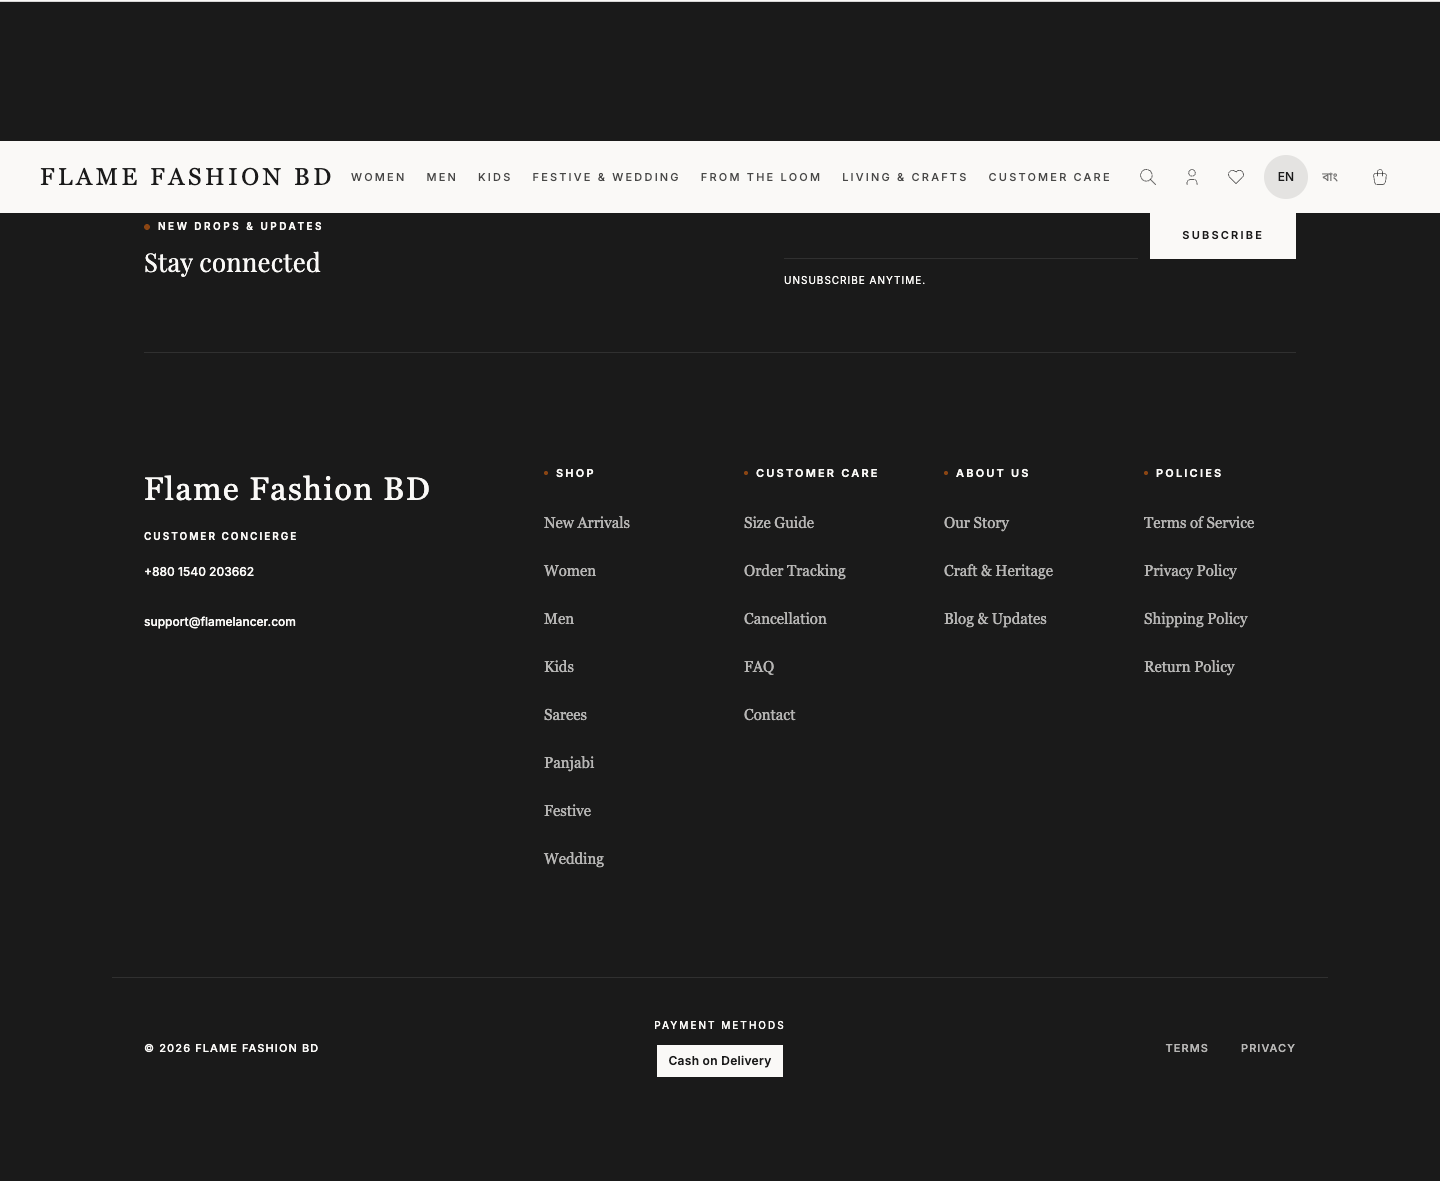 FLAME FASHION BD WOMEN MEN KIDS FESTIVE & WEDDING FROM THE LOOM LIVING & CRAFTS CUSTOMER CARE EN বাং
NEW DROPS & UPDATES
Stay connected
SUBSCRIBE
UNSUBSCRIBE ANYTIME.
Flame Fashion BD
CUSTOMER CONCIERGE
+880 1540 203662
support@flamelancer.com
SHOP
New Arrivals
Women
Men
Kids
Sarees
Panjabi
Festive
Wedding
CUSTOMER CARE
Size Guide
Order Tracking
Cancellation
FAQ
Contact
ABOUT US
Our Story
Craft & Heritage
Blog & Updates
POLICIES
Terms of Service
Privacy Policy
Shipping Policy
Return Policy
© 2026 FLAME FASHION BD
PAYMENT METHODS
Cash on Delivery
TERMS PRIVACY